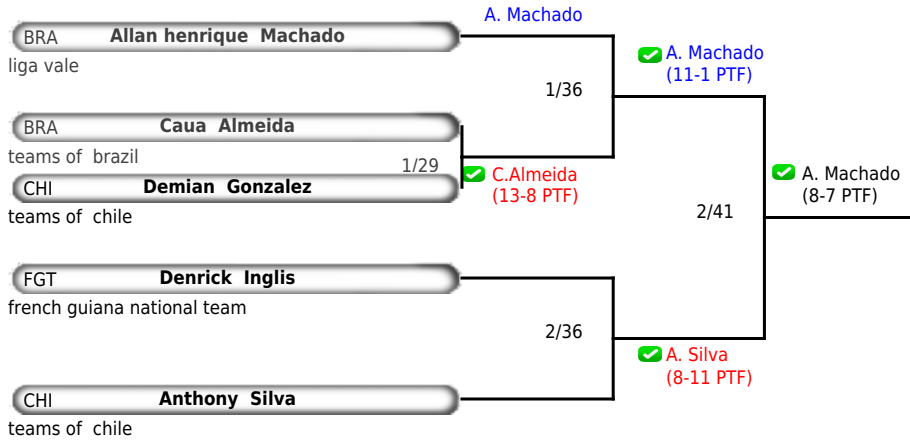 A. Machado
BRA Allan henrique Machado
liga vale
A. Machado
(11-1 PTF)
1/36
BRA Caua Almeida
teams of brazil
1/29
C.Almeida
(13-8 PTF)
CHI Demian Gonzalez
teams of chile
A. Machado
(8-7 PTF)
2/41
FGT Denrick Inglis
french guiana national team
2/36
A. Silva
(8-11 PTF)
CHI Anthony Silva
teams of chile